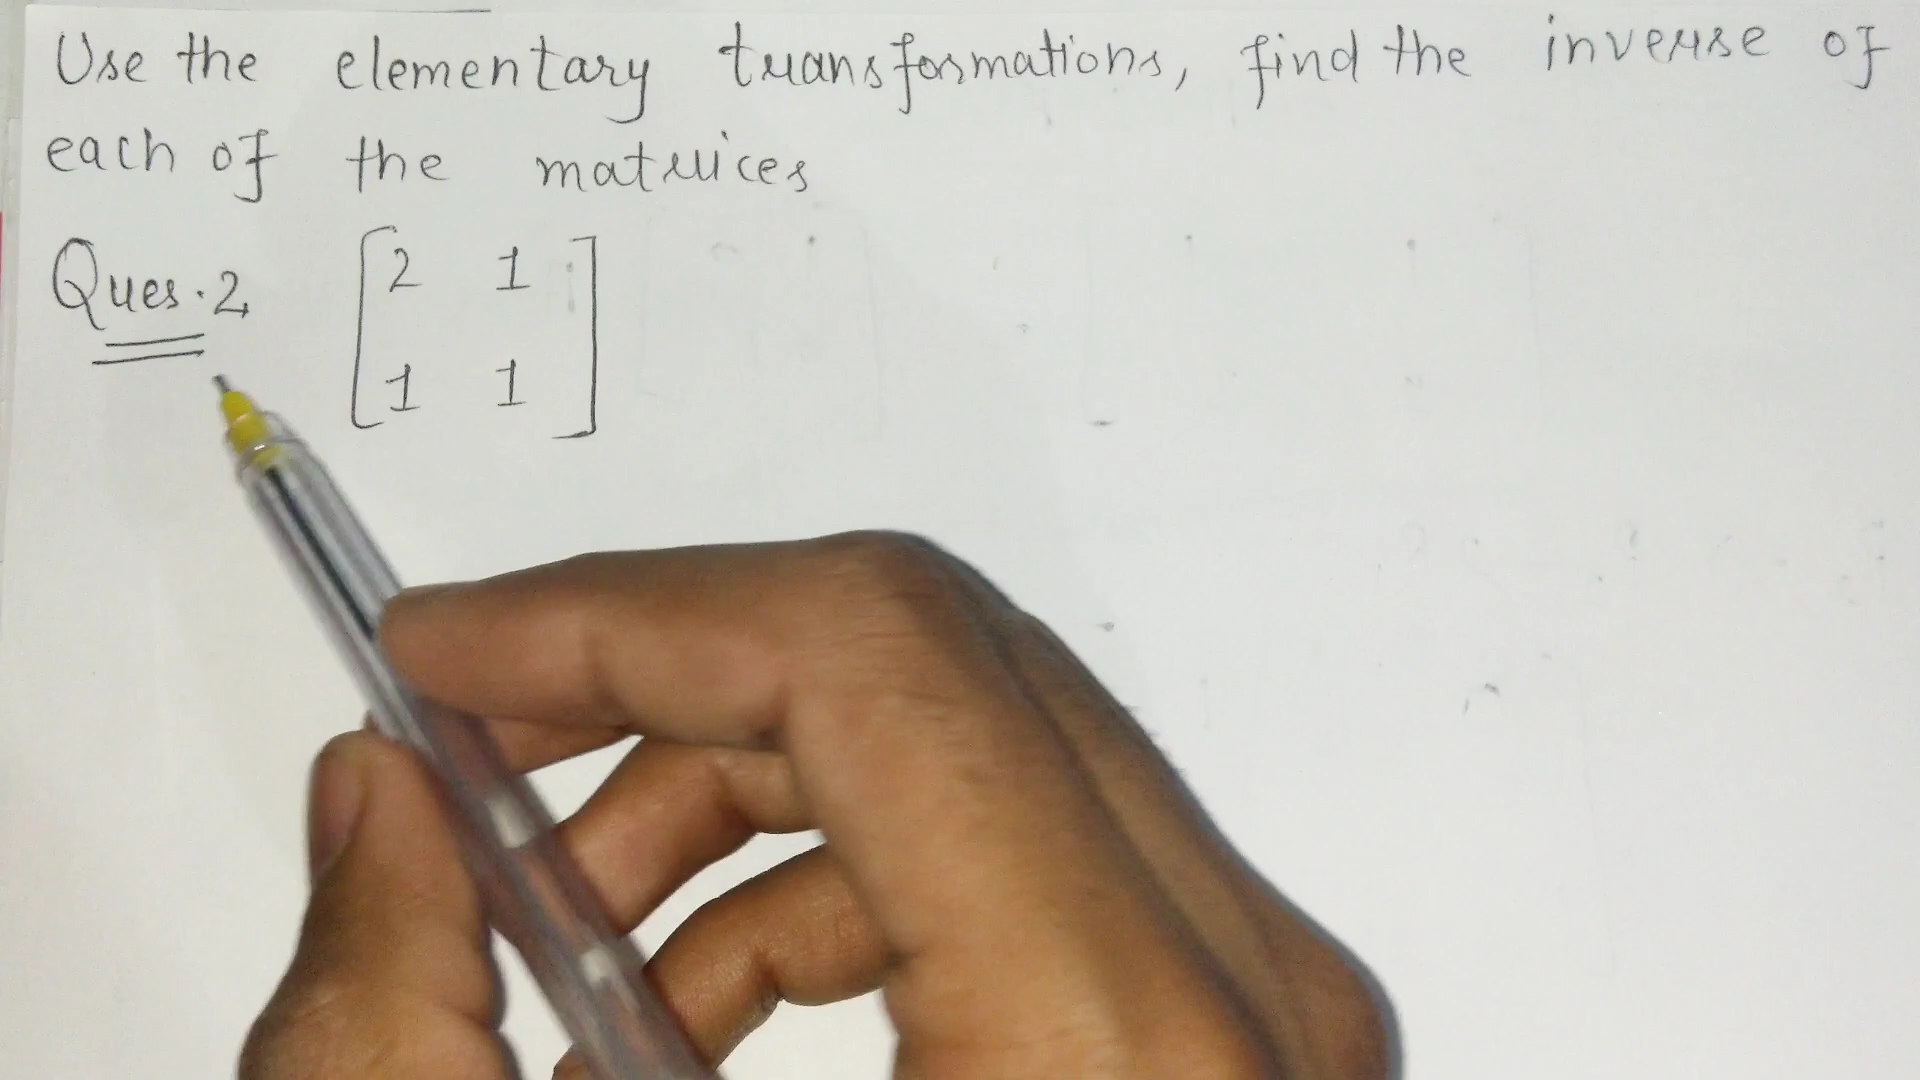 Use the elementary transformations, find the inverse of
each of the matrices
Ques.2 [2 1
1 1]